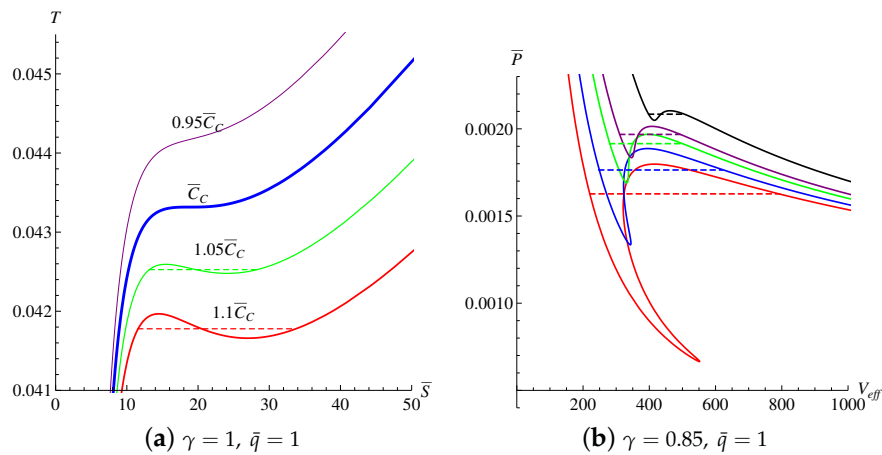 T
0.045
0.044
0.043
0.042
0.041
0.95C̅_C
C̅_C
1.05C̅_C
1.1C̅_C
0 10 20 30 40 S̅ 50
(a) γ = 1, q̄ = 1
P̅
0.0020
0.0015
0.0010
200 400 600 800 1000
V_eff
(b) γ = 0.85, q̄ = 1